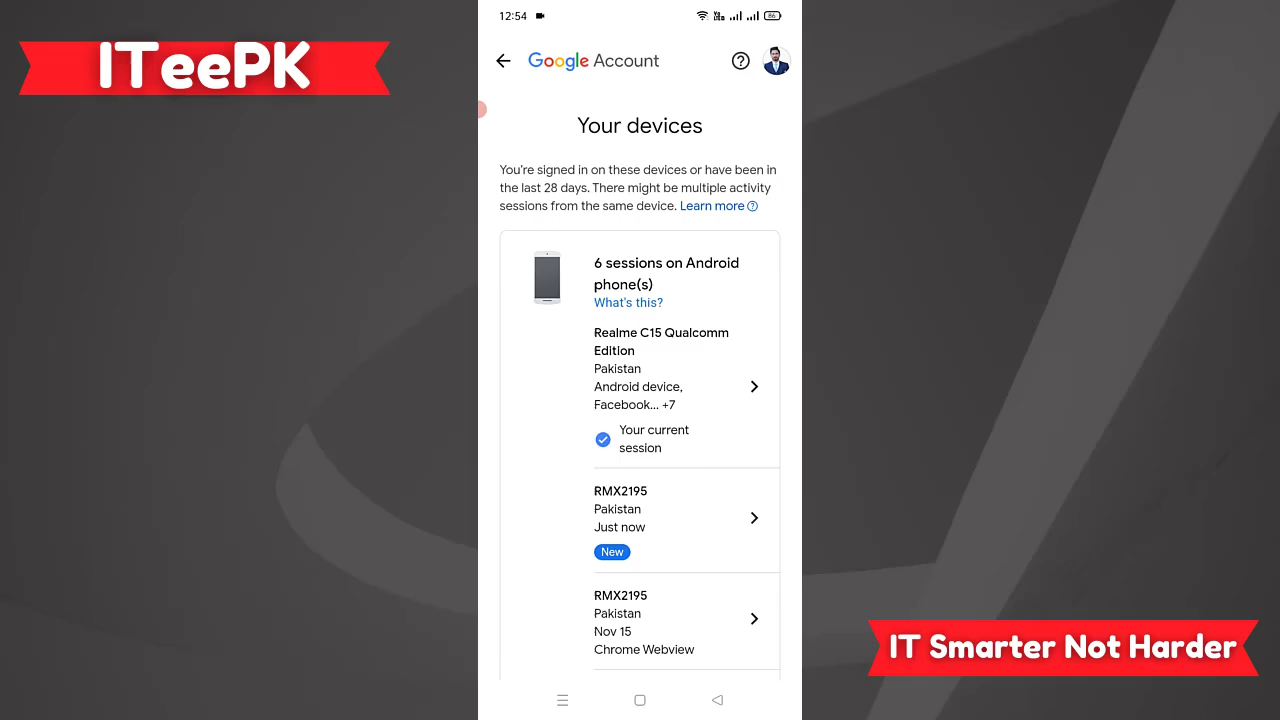 ITeePK
12:54
86
Google Account
Your devices
You're signed in on these devices or have been in
the last 28 days. There might be multiple activity
sessions from the same device. Learn more
6 sessions on Android
phone(s)
What's this?
Realme C15 Qualcomm
Edition
Pakistan
Android device,
Facebook... +7
Your current
session
RMX2195
Pakistan
Just now
New
RMX2195
Pakistan
Nov 15
Chrome Webview
IT Smarter Not Harder